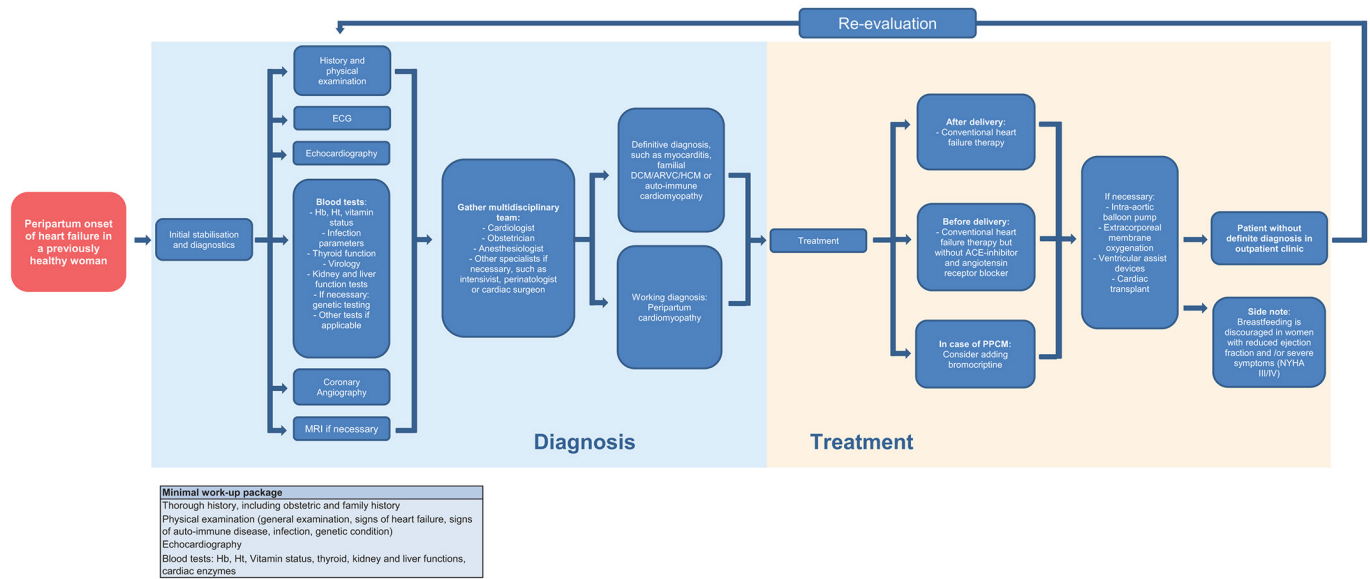 Re-evaluation
Peripartum onset
of heart failure in
a previously
healthy woman
Initial stabilisation
and diagnostics
History and
physical
examination
ECG
Echocardiography
Blood tests:
- Hb, Ht, vitamin
status
- Infection
parameters
- Thyroid function
- Virology
- Kidney and liver
function tests
- If necessary:
genetic testing
- Other tests if
applicable
Coronary
Angiography
MRI if necessary
Gather multidisciplinary
team:
- Cardiologist
- Obstetrician
- Anesthesiologist
- Other specialists if
necessary, such as
intensivist, perinatologist
or cardiac surgeon
Definitive diagnosis,
such as myocarditis,
familial
DCM/ARVC/HCM or
auto-immune
cardiomyopathy
Working diagnosis:
Peripartum
cardiomyopathy
Diagnosis
Treatment
After delivery:
- Conventional heart
failure therapy
Before delivery:
- Conventional heart
failure therapy but
without ACE-inhibitor
and angiotensin
receptor blocker
In case of PPCM:
Consider adding
bromocriptine
If necessary:
- Intra-aortic
balloon pump
- Extracorporeal
membrane
oxygenation
- Ventricular assist
devices
- Cardiac
transplant
Patient without
definite diagnosis in
outpatient clinic
Side note:
Breastfeeding is
discouraged in women
with reduced ejection
fraction and /or severe
symptoms (NYHA
III/IV)
Treatment
Minimal work-up package
Thorough history, including obstetric and family history
Physical examination (general examination, signs of heart failure, signs
of auto-immune disease, infection, genetic condition)
Echocardiography
Blood tests: Hb, Ht, Vitamin status, thyroid, kidney and liver functions,
cardiac enzymes